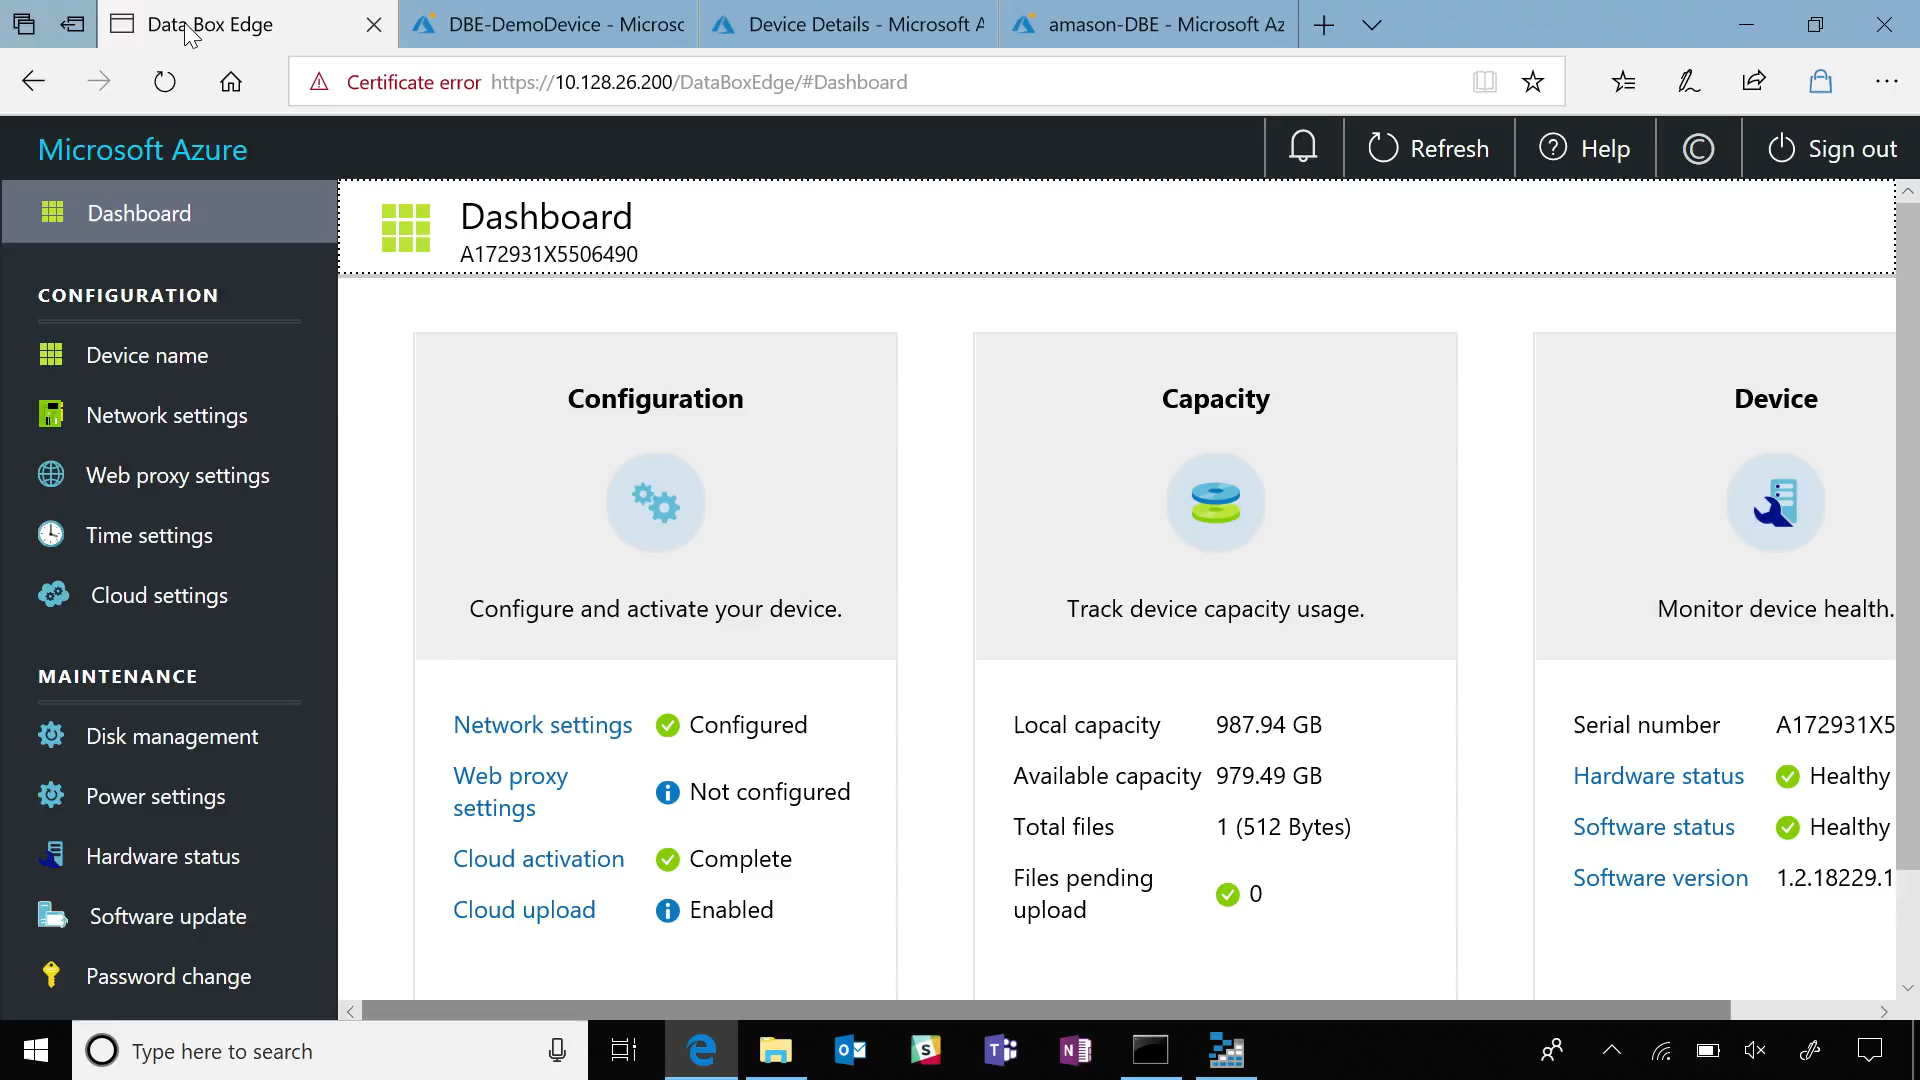 Data Box Edge
DBE-DemoDevice - Microsc
Device Details - Microsoft A
amason-DBE - Microsoft Az
Certificate error https://10.128.26.200/DataBoxEdge/#Dashboard
Microsoft Azure
Refresh
Help
Sign out
Dashboard
CONFIGURATION
Device name
Network settings
Web proxy settings
Time settings
Cloud settings
MAINTENANCE
Disk management
Power settings
Hardware status
Software update
Password change
Dashboard
A172931X5506490
Configuration
Configure and activate your device.
Network settings Configured
Web proxy
settings
Not configured
Cloud activation Complete
Cloud upload Enabled
Capacity
Track device capacity usage.
Local capacity 987.94 GB
Available capacity 979.49 GB
Total files 1 (512 Bytes)
Files pending
upload
0
Device
Monitor device health.
Serial number A172931X5
Hardware status Healthy
Software status Healthy
Software version 1.2.18229.1
Type here to search